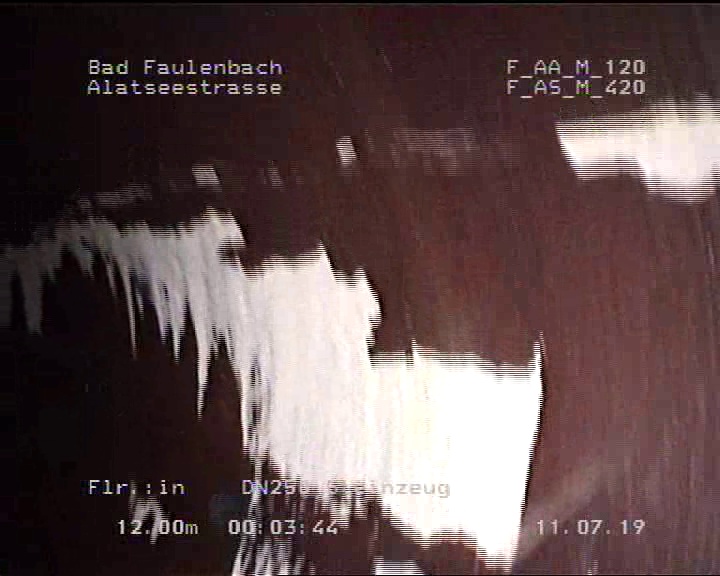 Bad Faulenbach F_AA_M_120
Alatseestrasse F_AS_M_420
Flr.:in
12.00m 00:03:44 11.07.19